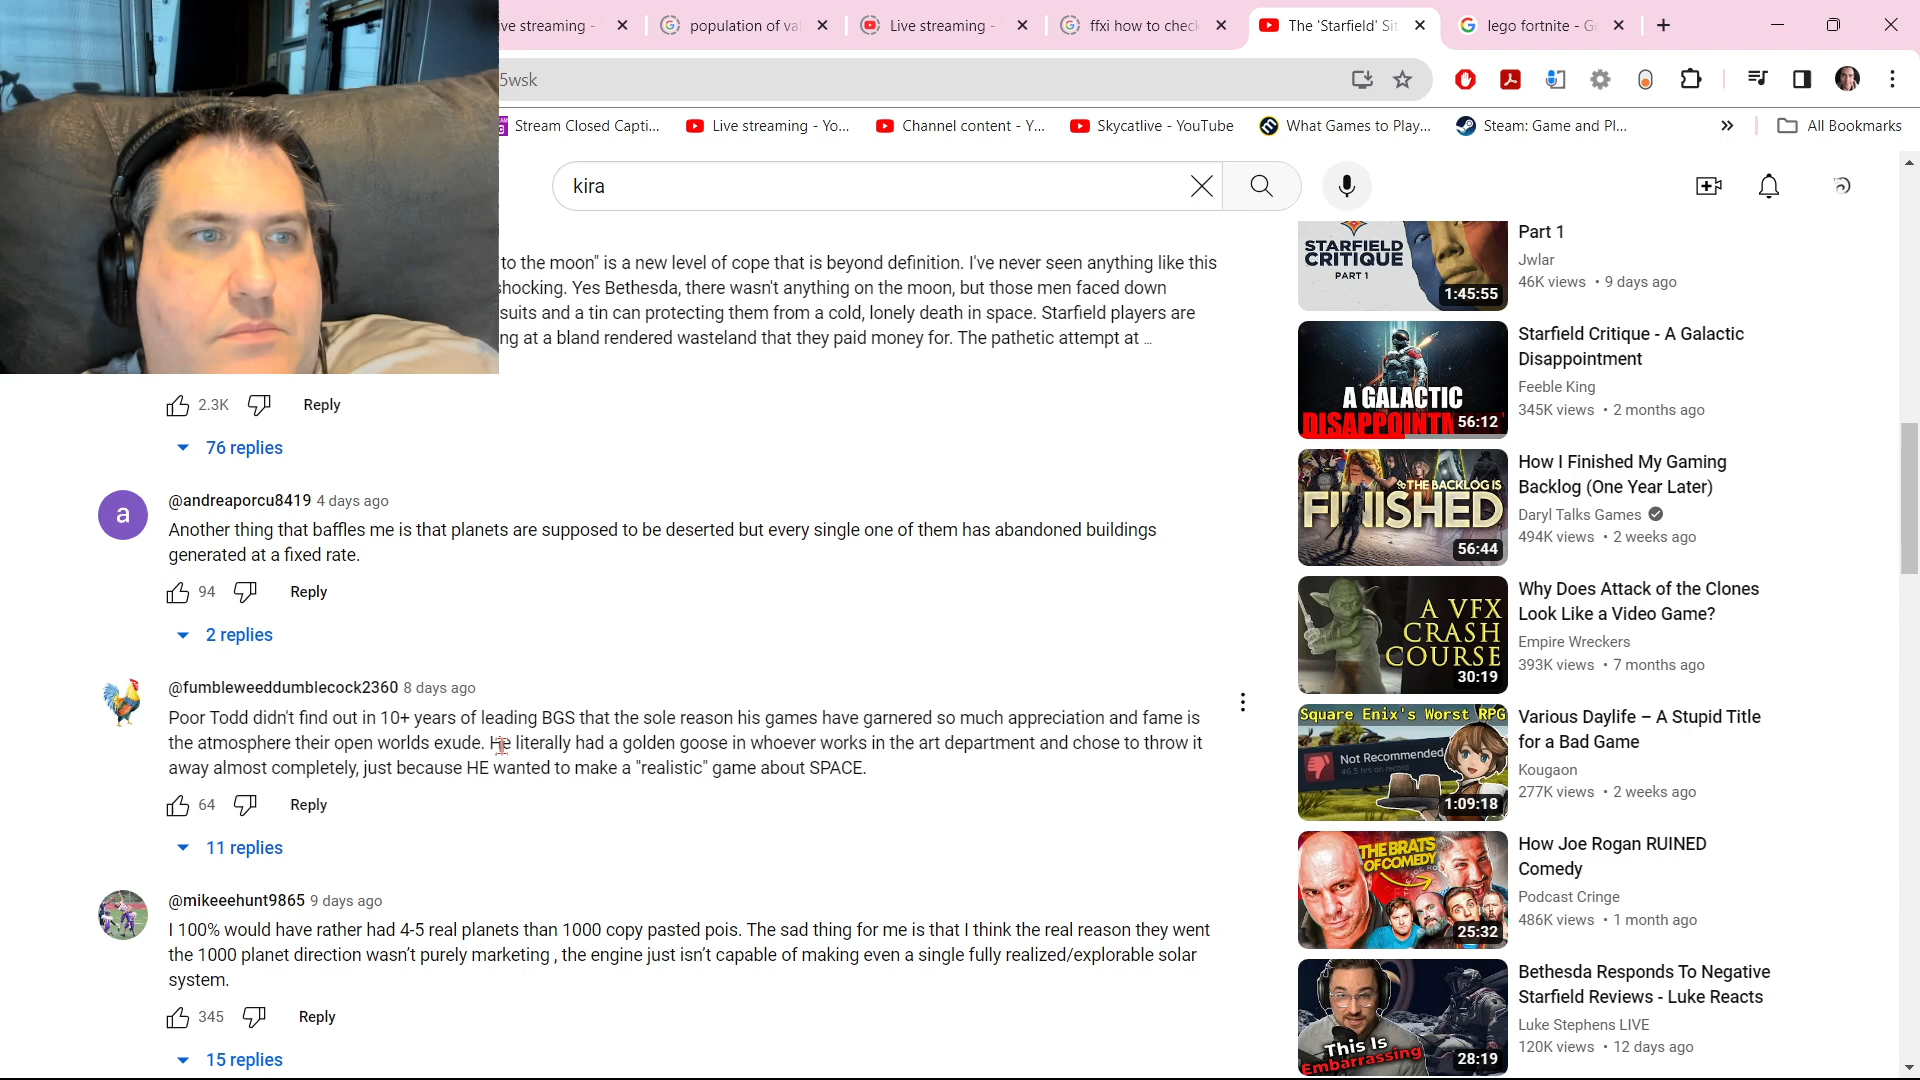 ive streaming -
population of va
Live streaming -
ffxi how to check
The 'Starfield' Sit
lego fortnite - G
5wsk
Stream Closed Capti...
Live streaming - Yo...
Channel content - Y...
Skycatlive - YouTube
What Games to Play...
Steam: Game and Pl...
All Bookmarks
kira
to the moon" is a new level of cope that is beyond definition. I've never seen anything like this
shocking. Yes Bethesda, there wasn't anything on the moon, but those men faced down
suits and a tin can protecting them from a cold, lonely death in space. Starfield players are
ng at a bland rendered wasteland that they paid money for. The pathetic attempt at ...
2.3K
Reply
76 replies
@andreaporcu8419 4 days ago
a
Another thing that baffles me is that planets are supposed to be deserted but every single one of them has abandoned buildings
generated at a fixed rate.
94
Reply
2 replies
@fumbleweeddumblecock2360 8 days ago
Poor Todd didn't find out in 10+ years of leading BGS that the sole reason his games have garnered so much appreciation and fame is
the atmosphere their open worlds exude. He literally had a golden goose in whoever works in the art department and chose to throw it
away almost completely, just because HE wanted to make a "realistic" game about SPACE.
64
Reply
11 replies
@mikeeehunt9865 9 days ago
I 100% would have rather had 4-5 real planets than 1000 copy pasted pois. The sad thing for me is that I think the real reason they went
the 1000 planet direction wasn't purely marketing , the engine just isn't capable of making even a single fully realized/explorable solar
system.
345
Reply
15 replies
STARFIELD
CRITIQUE
PART 1
1:45:55
Part 1
Jwlar
46K views • 9 days ago
A GALACTIC
DISAPPOINTM
56:12
Starfield Critique - A Galactic
Disappointment
Feeble King
345K views • 2 months ago
THE BACKLOG IS
FINISHED
56:44
How I Finished My Gaming
Backlog (One Year Later)
Daryl Talks Games
494K views • 2 weeks ago
A VFX
CRASH
COURSE
30:19
Why Does Attack of the Clones
Look Like a Video Game?
Empire Wreckers
393K views • 7 months ago
Square Enix's Worst RPG
Not Recommended
46.5 hrs on record
1:09:18
Various Daylife – A Stupid Title
for a Bad Game
Kougaon
277K views • 2 weeks ago
THE BRATS
OF COMEDY
25:32
How Joe Rogan RUINED
Comedy
Podcast Cringe
486K views • 1 month ago
This Is
Embarrassing
28:19
Bethesda Responds To Negative
Starfield Reviews - Luke Reacts
Luke Stephens LIVE
120K views • 12 days ago